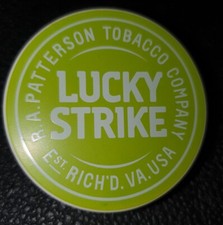 R.A.PATTERSON TOBACCO COMPANY
LUCKY
STRIKE
EST. RICH'D. VA. USA